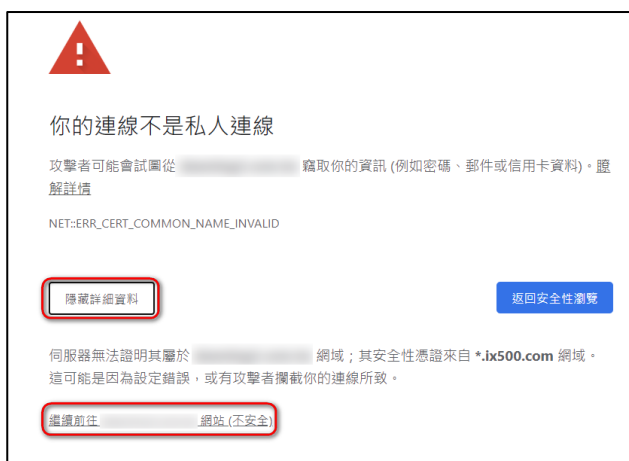 你的連線不是私人連線
攻擊者可能會試圖從 竊取你的資訊 (例如密碼、郵件或信用卡資料)。瞭
解詳情
NET::ERR_CERT_COMMON_NAME_INVALID
隱藏詳細資料
返回安全性瀏覽
伺服器無法證明其屬於 網域；其安全性憑證來自 *.ix500.com 網域。
這可能是因為設定錯誤，或有攻擊者攔截你的連線所致。
繼續前往 網站 (不安全)